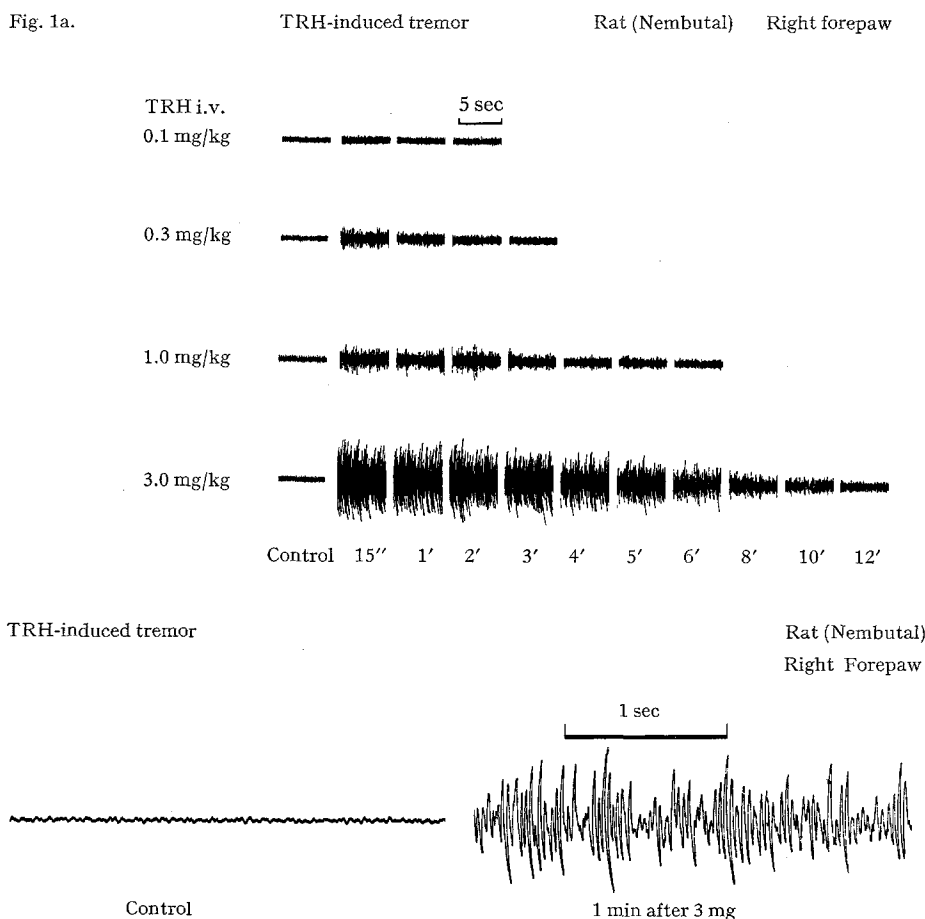 Fig. 1a. TRH-induced tremor Rat (Nembutal) Right forepaw
TRH i.v. 5 sec
0.1 mg/kg
0.3 mg/kg
1.0 mg/kg
3.0 mg/kg
Control 15″ 1′ 2′ 3′ 4′ 5′ 6′ 8′ 10′ 12′
TRH-induced tremor Rat (Nembutal)
Right Forepaw
1 sec
Control 1 min after 3 mg